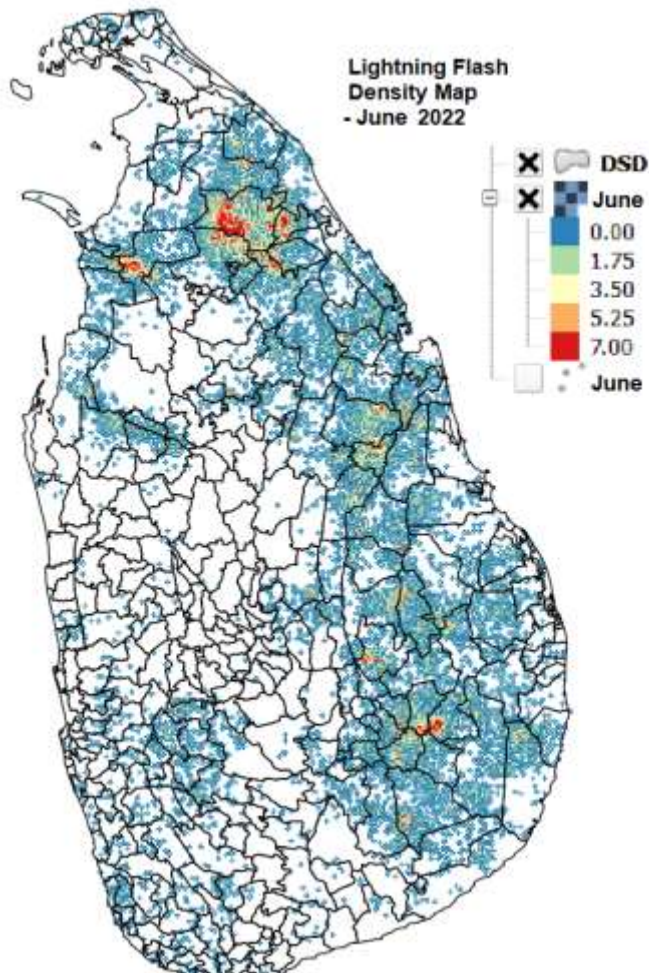 Lightning Flash
Density Map
- June 2022
DSD
June
0.00
1.75
3.50
5.25
7.00
June